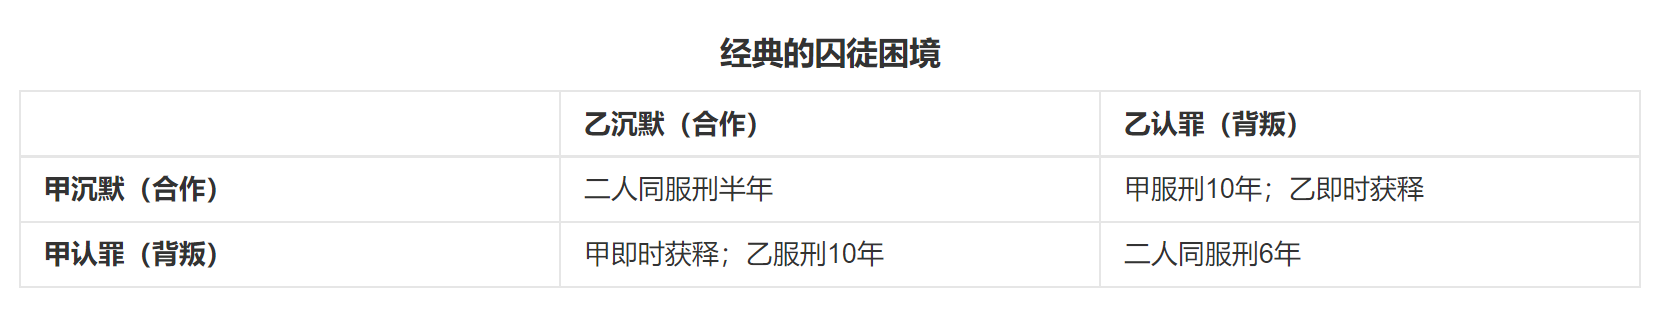 经典的囚徒困境
乙沉默（合作） 乙认罪（背叛）
甲沉默（合作） 二人同服刑半年 甲服刑10年；乙即时获释
甲认罪（背叛） 甲即时获释；乙服刑10年 二人同服刑6年